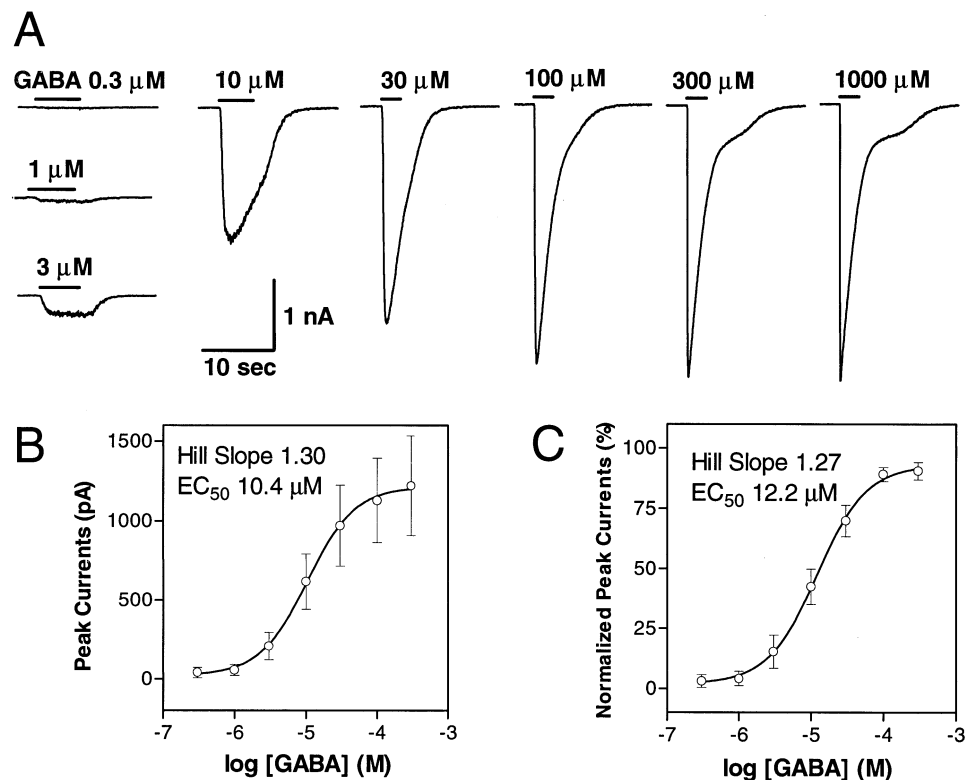 A
GABA 0.3 μM
10 μM
30 μM
100 μM
300 μM
1000 μM
1 μM
3 μM
1 nA
10 sec
B
Hill Slope 1.30
EC50 10.4 μM
Peak Currents (pA)
1500
1000
500
0
-7
-6
-5
-4
-3
log [GABA] (M)
C
Hill Slope 1.27
EC50 12.2 μM
Normalized Peak Currents (%)
100
75
50
25
0
-7
-6
-5
-4
-3
log [GABA] (M)